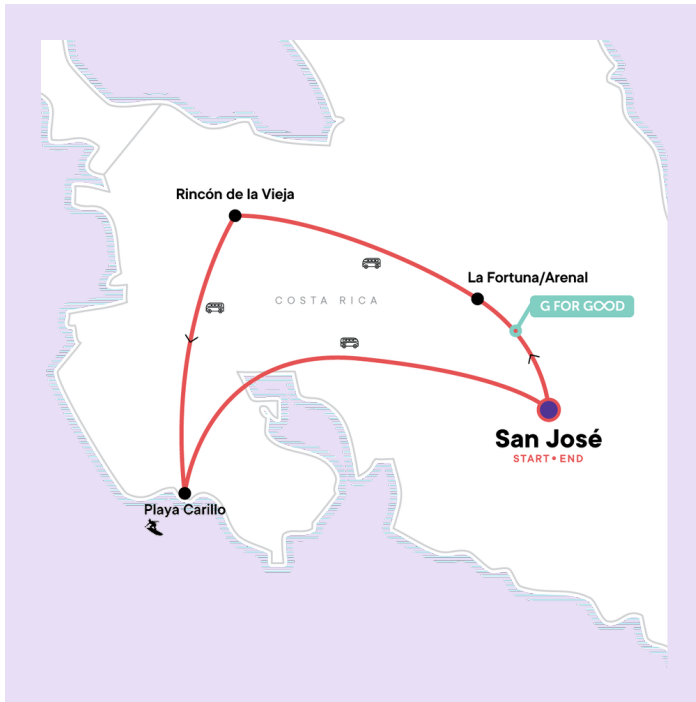 Rincón de la Vieja
La Fortuna/Arenal
COSTA RICA
G FOR GOOD
San José
START • END
Playa Carillo